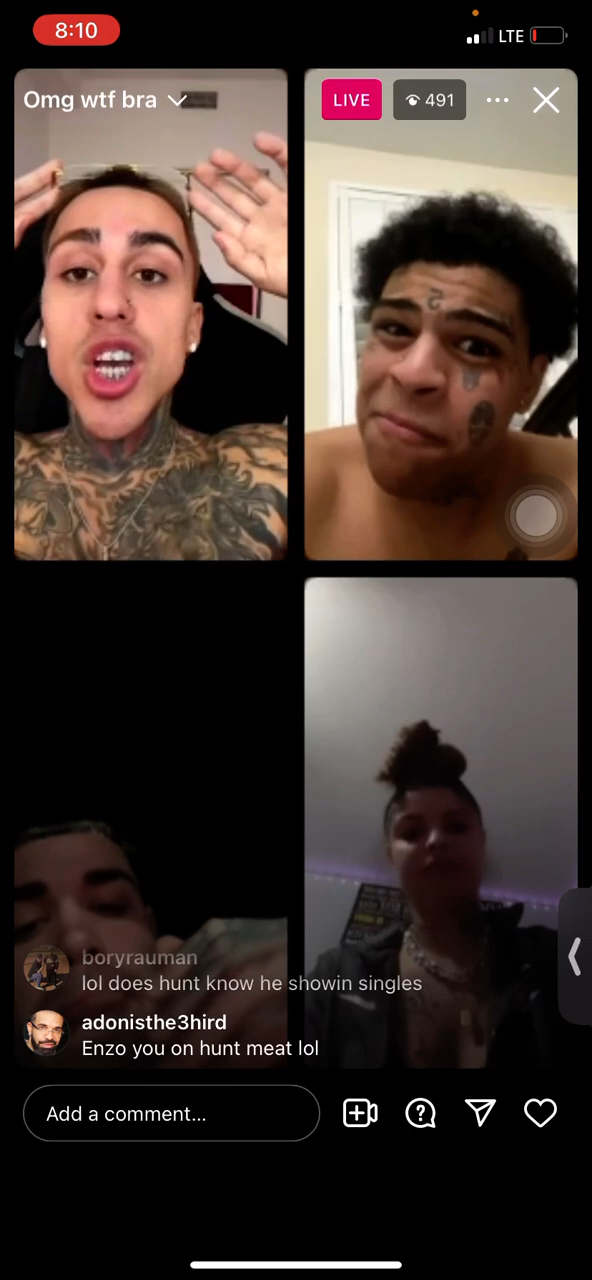 8:10
LTE
Omg wtf bra
LIVE
491
boryrauman
lol does hunt know he showin singles
adonisthe3hird
Enzo you on hunt meat lol
Add a comment...